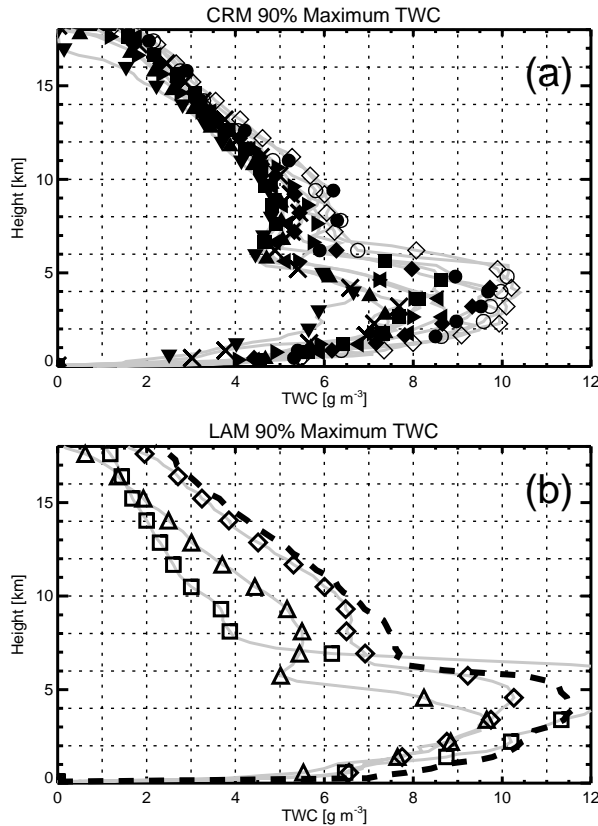 CRM 90% Maximum TWC
(a)
15
10
5
0
Height [km]
0 2 4 6 8 10 12
TWC [g m⁻³]
LAM 90% Maximum TWC
(b)
15
10
5
0
Height [km]
0 2 4 6 8 10 12
TWC [g m⁻³]